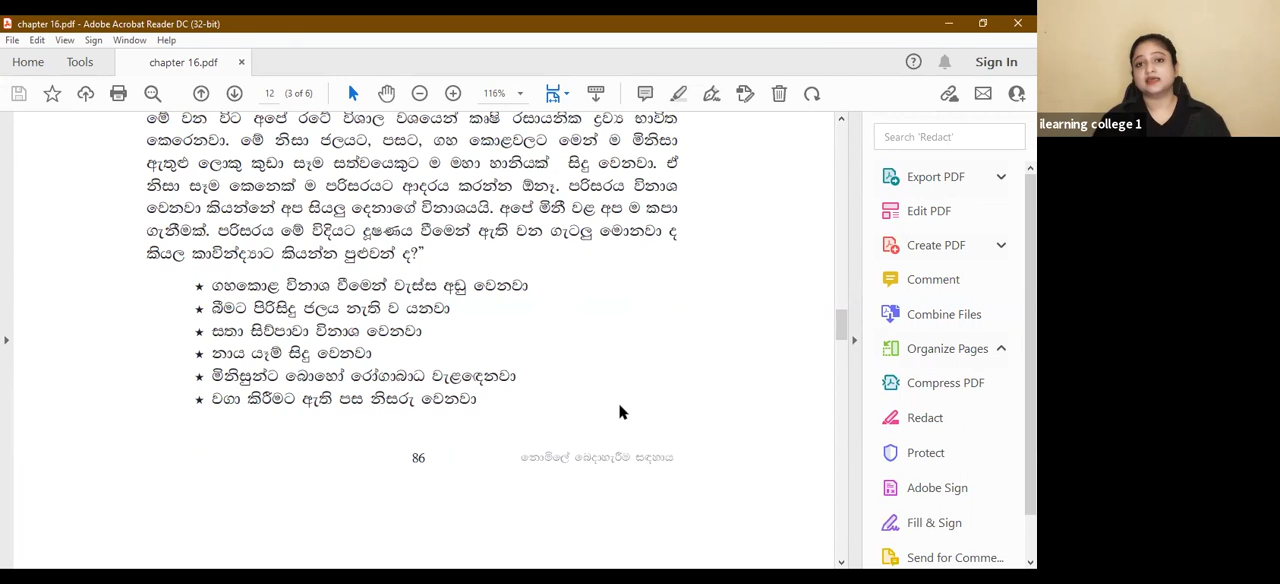 chapter 16.pdf - Adobe Acrobat Reader DC (32-bit)
File Edit View Sign Window Help
Home Tools chapter 16.pdf Sign In
12 (3 of 6) 116%
ilearning college 1
මේ වන විට අපේ රටේ විශාල වශයෙන් කෘෂි රසායනික ද්‍රව්‍ය භාවිත
කෙරෙනවා. මේ නිසා ජලයට, පසට, ගහ කොළවලට මෙන් ම මිනිසා
ඇතුළු ලොකු කුඩා සෑම සත්වයෙකුට ම මහා හානියක් සිදු වෙනවා. ඒ
නිසා සෑම කෙනෙක් ම පරිසරයට ආදරය කරන්න ඕනෑ. පරිසරය විනාශ
වෙනවා කියන්නේ අප සියලු දෙනාගේ විනාශයයි. අපේ මිනී වළ අප ම කපා
ගැනීමක්. පරිසරය මේ විදියට දූෂණය වීමෙන් ඇති වන ගැටලු මොනවා ද
කියල කාවින්ද්‍යාට කියන්න පුළුවන් ද?”
★ ගහකොළ විනාශ වීමෙන් වැස්ස අඩු වෙනවා
★ බීමට පිරිසිදු ජලය නැති ව යනවා
★ සතා සිව්පාවා විනාශ වෙනවා
★ නාය යෑම් සිදු වෙනවා
★ මිනිසුන්ට බොහෝ රෝගාබාධ වැළඳෙනවා
★ වගා කිරීමට ඇති පස නිසරු වෙනවා
86 නොමිලේ බෙදාහැරීම සඳහාය
Search 'Redact'
Export PDF
Edit PDF
Create PDF
Comment
Combine Files
Organize Pages
Compress PDF
Redact
Protect
Adobe Sign
Fill & Sign
Send for Comme...